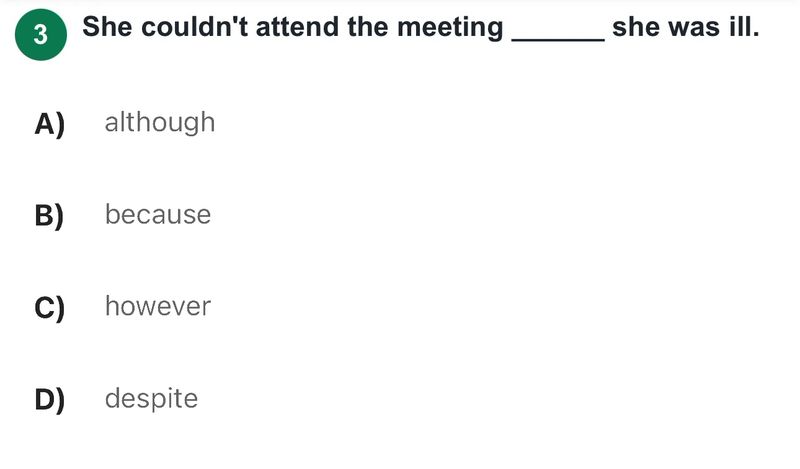 3 She couldn't attend the meeting ______ she was ill.
A) although
B) because
C) however
D) despite